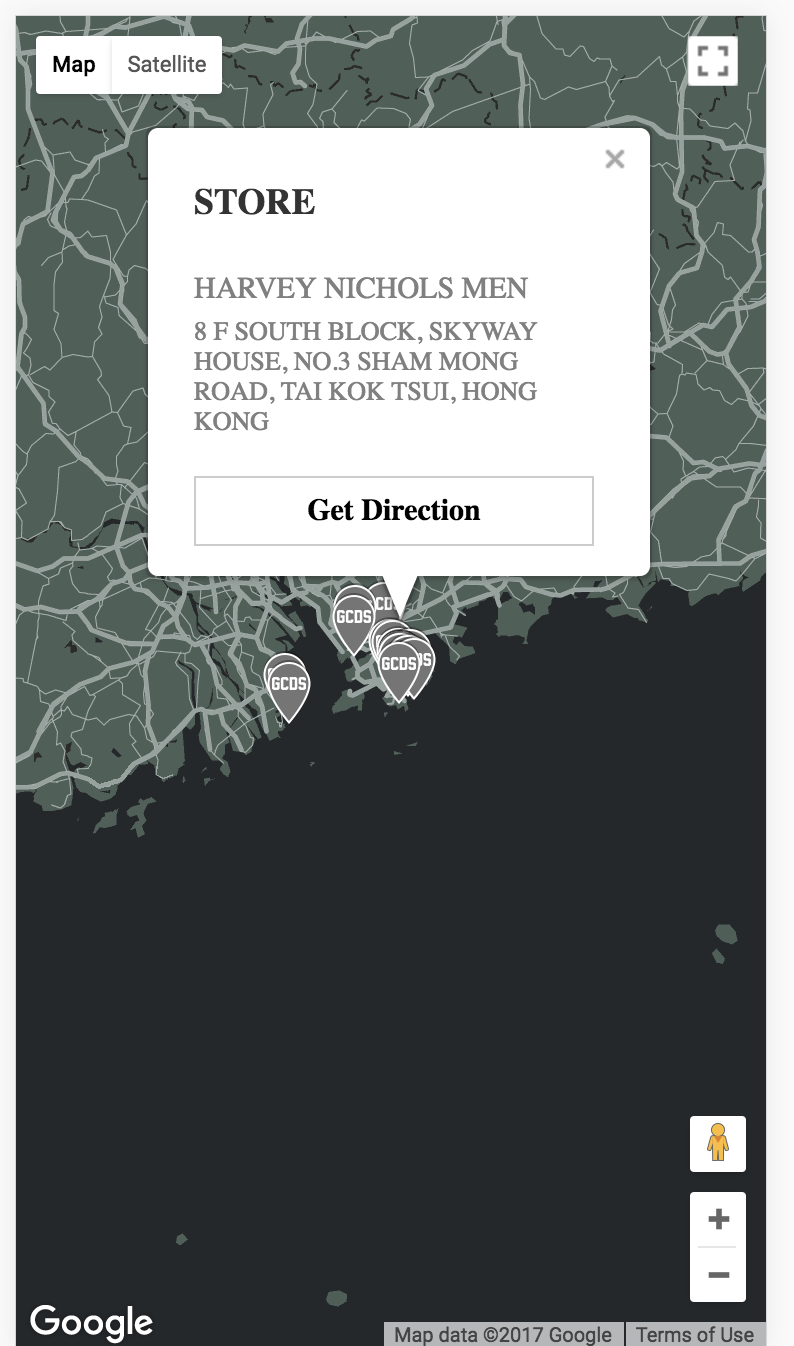 Map Satellite
STORE
HARVEY NICHOLS MEN
8 F SOUTH BLOCK, SKYWAY
HOUSE, NO.3 SHAM MONG
ROAD, TAI KOK TSUI, HONG
KONG
Get Direction
GCDS
GCDS
GCDS
Google
Map data ©2017 Google Terms of Use